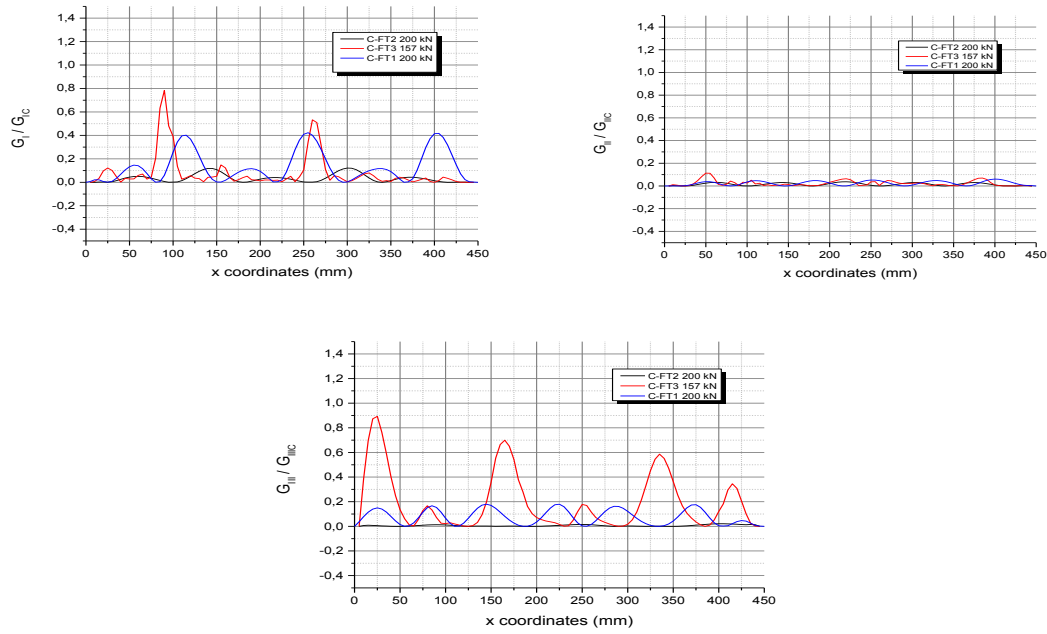 1,4
1,2
1,0
0,8
0,6
0,4
0,2
0,0
-0,2
-0,4
G_I / G_IC
C-FT2 200 kN
C-FT3 157 kN
C-FT1 200 kN
0 50 100 150 200 250 300 350 400 450
x coordinates (mm)
1,4
1,2
1,0
0,8
0,6
0,4
0,2
0,0
-0,2
-0,4
G_II / G_IIC
C-FT2 200 kN
C-FT3 157 kN
C-FT1 200 kN
0 50 100 150 200 250 300 350 400 450
x coordinates (mm)
1,4
1,2
1,0
0,8
0,6
0,4
0,2
0,0
-0,2
-0,4
G_III / G_IIIC
C-FT2 200 kN
C-FT3 157 kN
C-FT1 200 kN
0 50 100 150 200 250 300 350 400 450
x coordinates (mm)